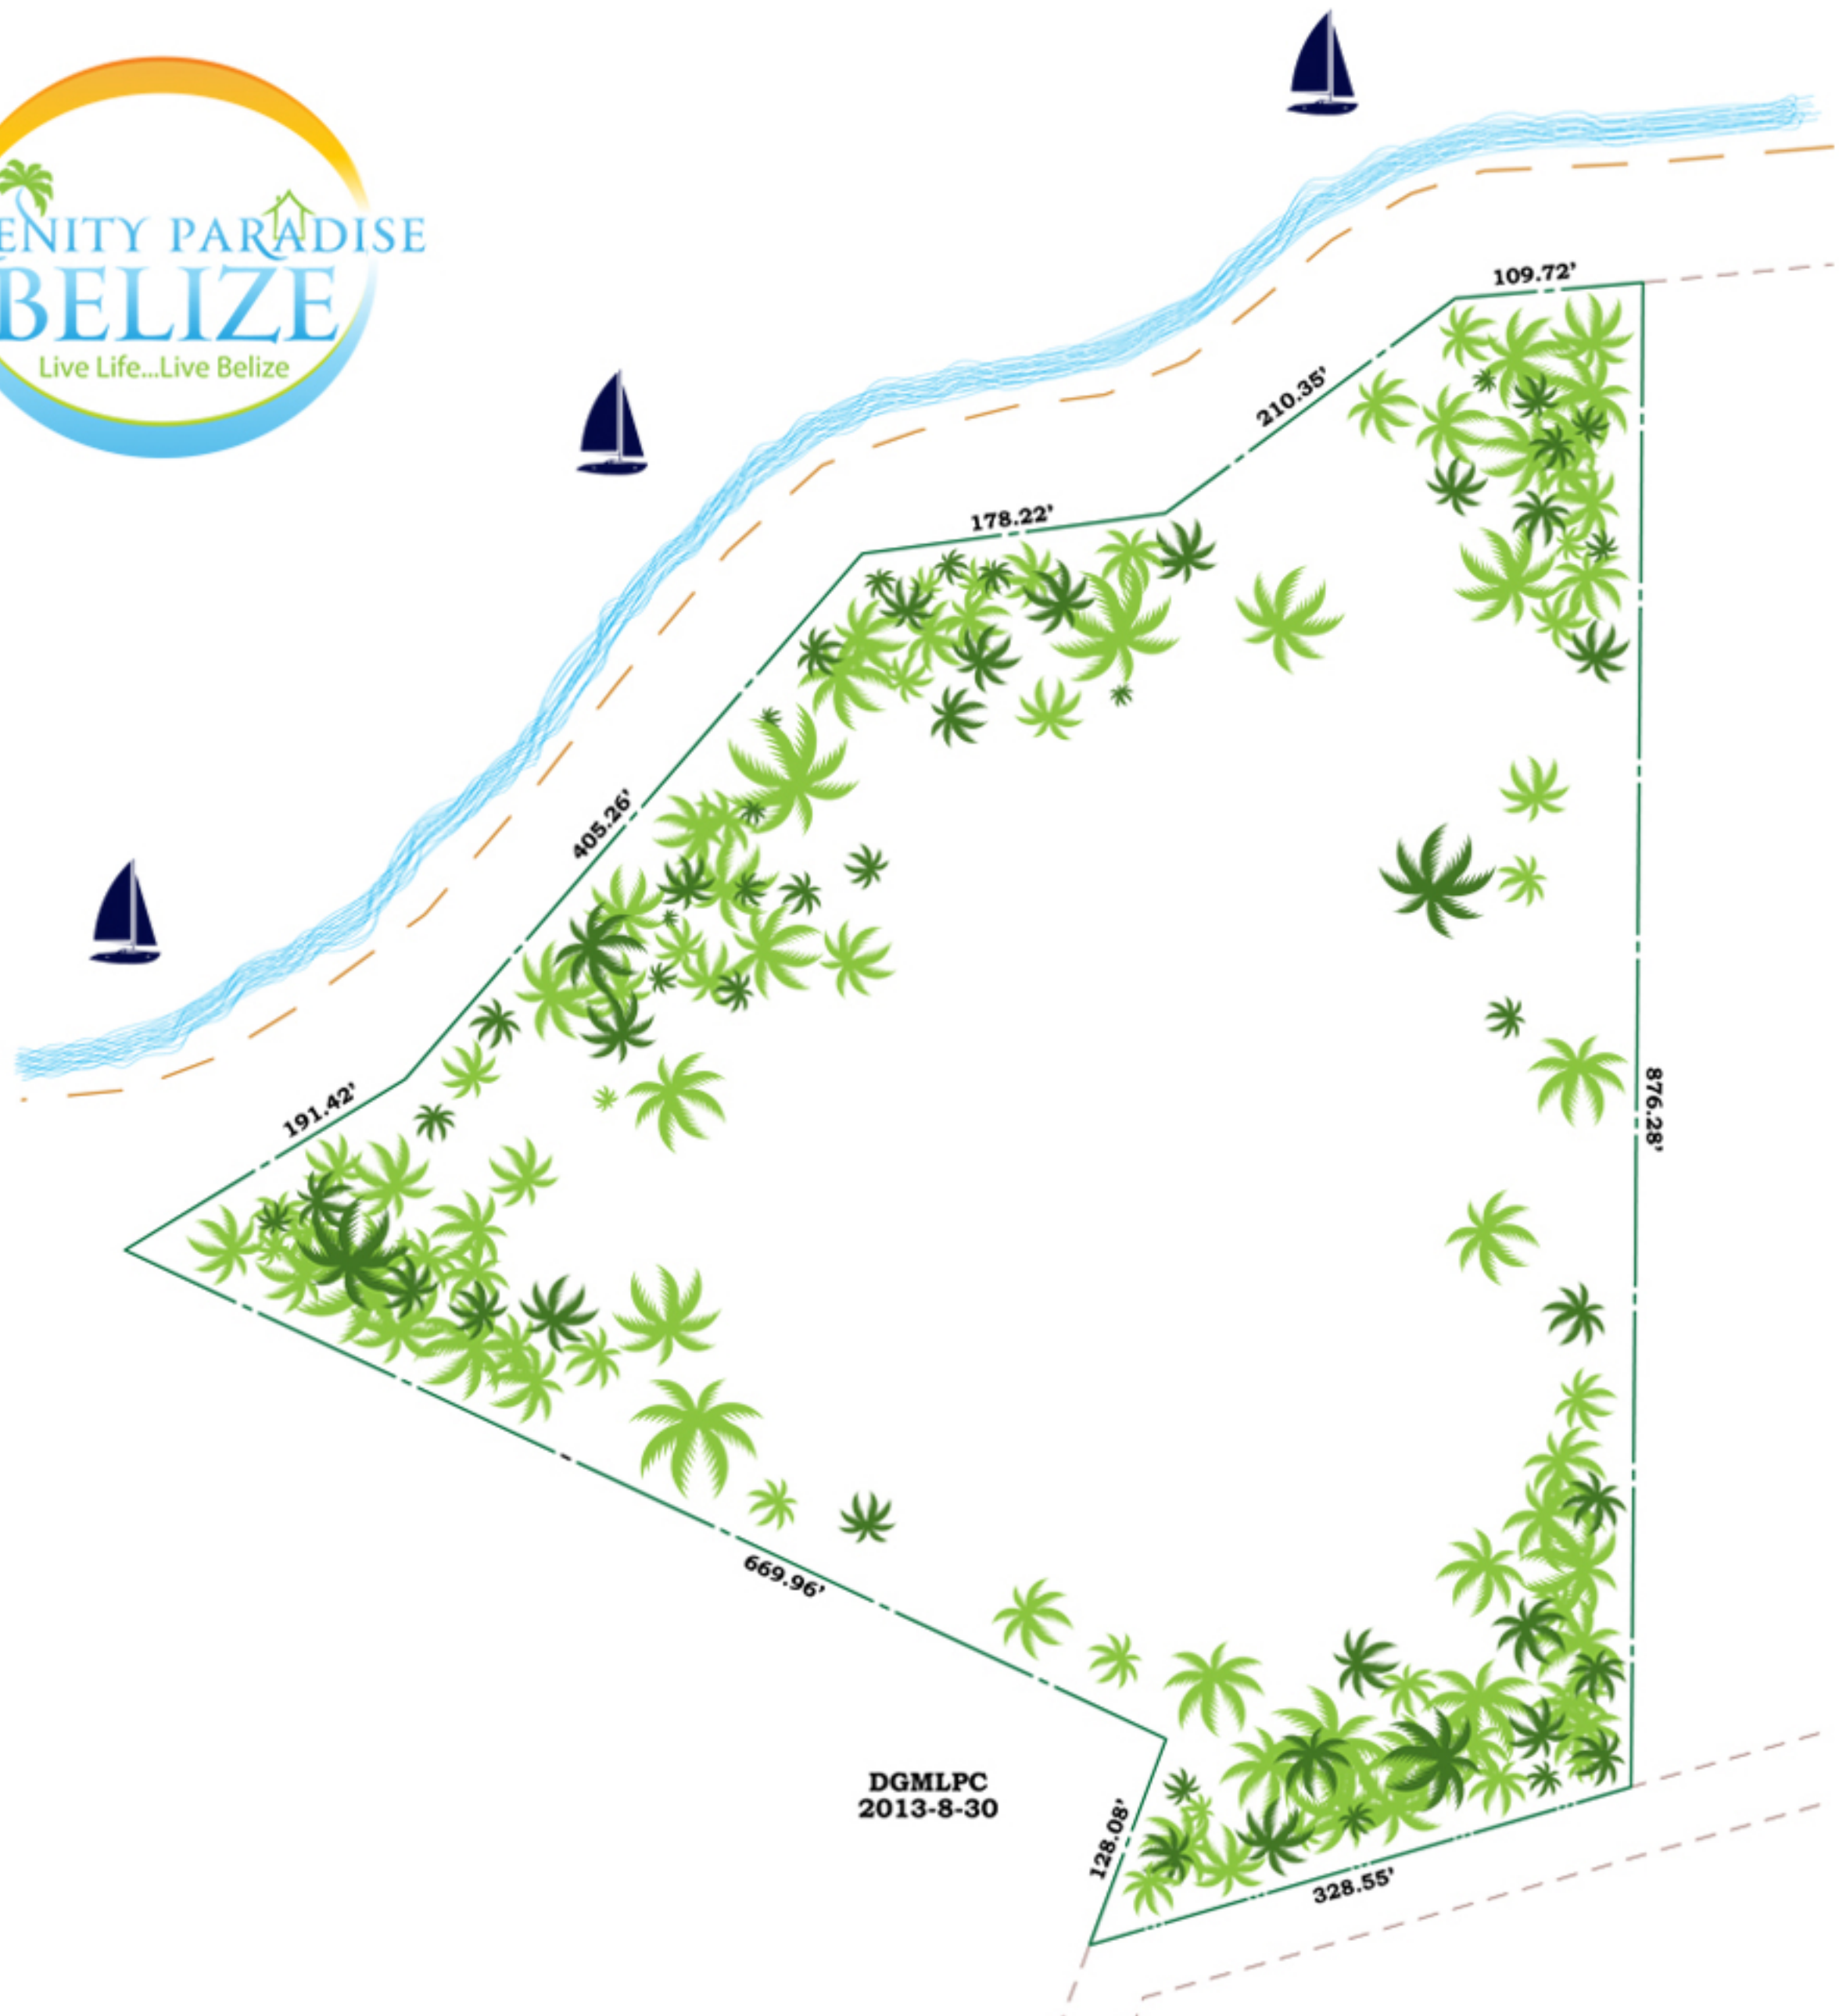 ENITY PARADISE
BELIZE
Live Life...Live Belize
109.72’
210.35’
178.22’
405.26’
191.42’
876.28’
669.96’
DGMLPC
2013-8-30
128.08’
328.55’